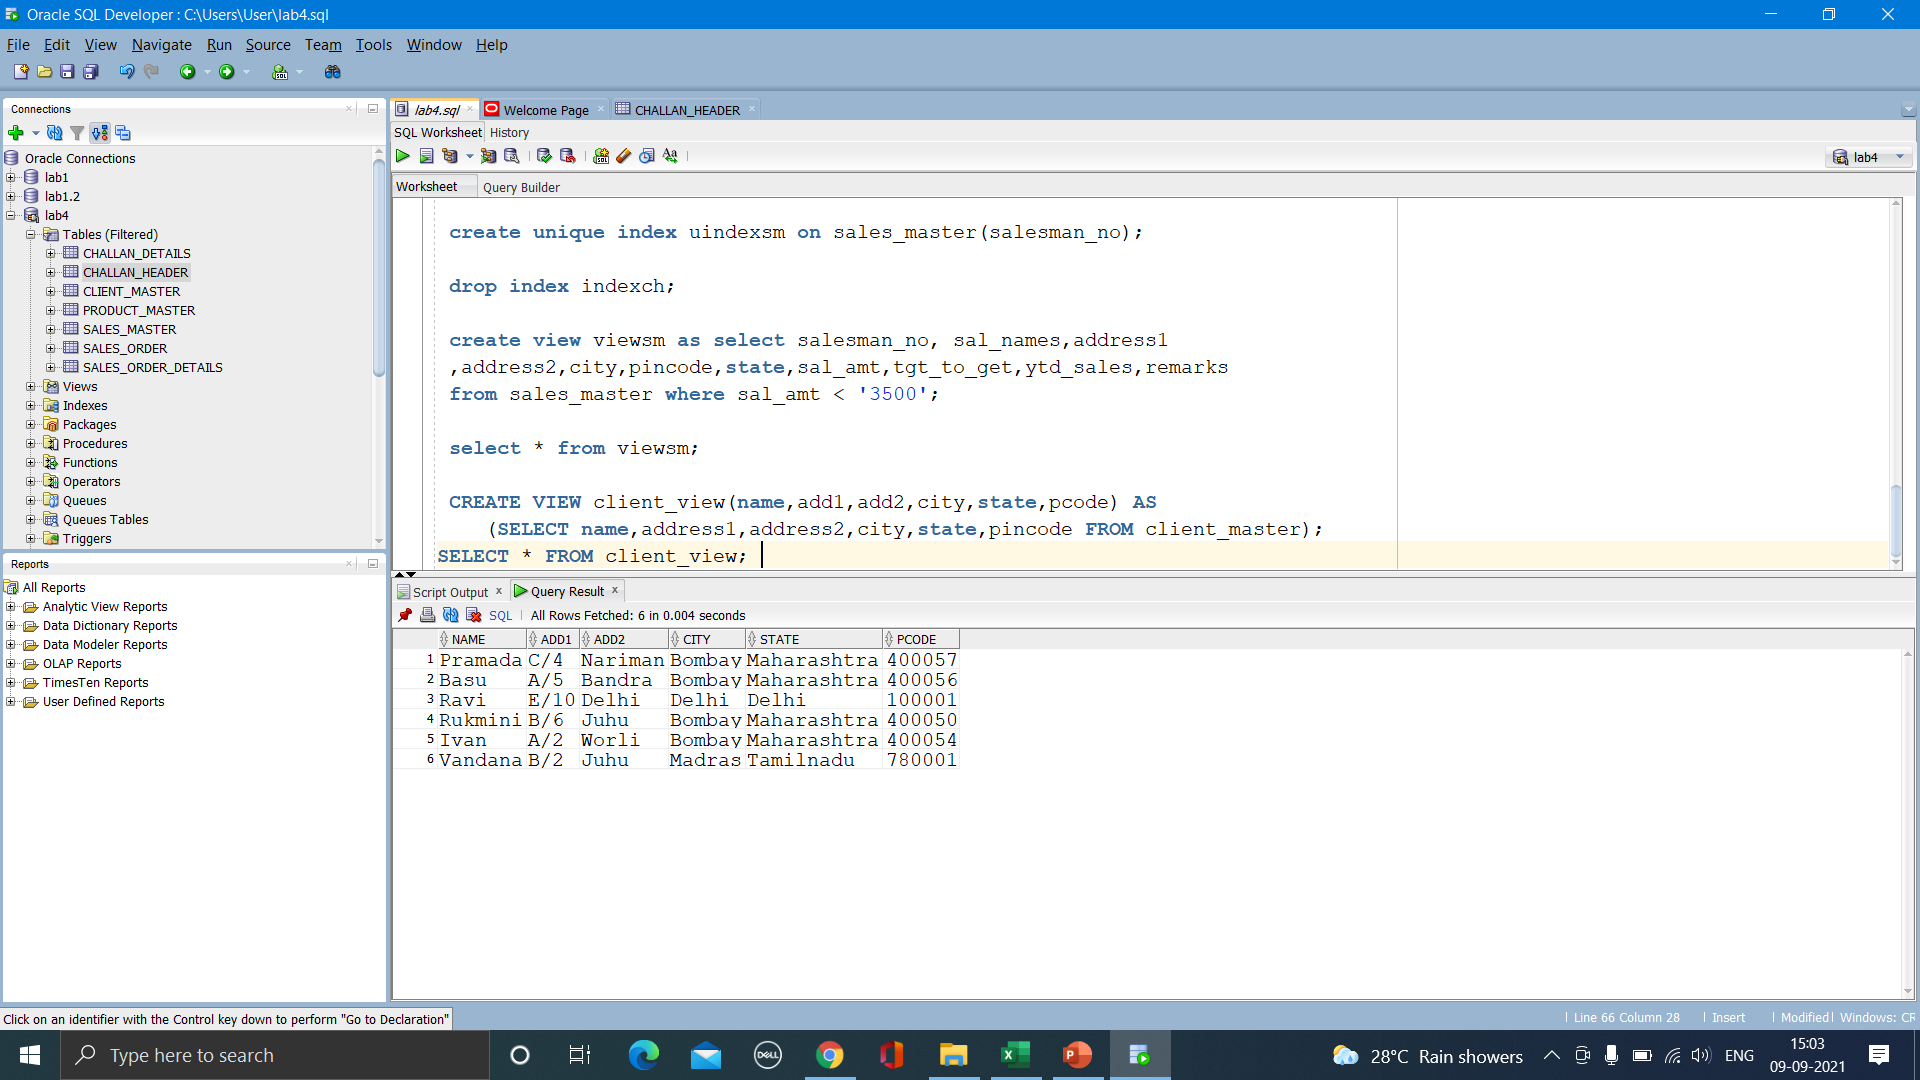 Oracle SQL Developer : C:\Users\User\lab4.sql
File Edit View Navigate Run Source Team Tools Window Help
Connections
Oracle Connections
lab1
lab1.2
lab4
Tables (Filtered)
CHALLAN_DETAILS
CHALLAN_HEADER
CLIENT_MASTER
PRODUCT_MASTER
SALES_MASTER
SALES_ORDER
SALES_ORDER_DETAILS
Views
Indexes
Packages
Procedures
Functions
Operators
Queues
Queues Tables
Triggers
Reports
All Reports
Analytic View Reports
Data Dictionary Reports
Data Modeler Reports
OLAP Reports
TimesTen Reports
User Defined Reports
lab4.sql Welcome Page CHALLAN_HEADER
SQL Worksheet History
lab4
Worksheet Query Builder
create unique index uindexsm on sales_master(salesman_no);
drop index indexch;
create view viewsm as select salesman_no, sal_names,address1
,address2,city,pincode,state,sal_amt,tgt_to_get,ytd_sales,remarks
from sales_master where sal_amt < '3500';
select * from viewsm;
CREATE VIEW client_view(name,add1,add2,city,state,pcode) AS
(SELECT name,address1,address2,city,state,pincode FROM client_master);
SELECT * FROM client_view;
Script Output Query Result
SQL All Rows Fetched: 6 in 0.004 seconds
NAME ADD1 ADD2 CITY STATE PCODE
1 Pramada C/4 Nariman Bombay Maharashtra 400057
2 Basu A/5 Bandra Bombay Maharashtra 400056
3 Ravi E/10 Delhi Delhi Delhi 100001
4 Rukmini B/6 Juhu Bombay Maharashtra 400050
5 Ivan A/2 Worli Bombay Maharashtra 400054
6 Vandana B/2 Juhu Madras Tamilnadu 780001
Click on an identifier with the Control key down to perform "Go to Declaration"
Line 66 Column 28 Insert Modified Windows: CR
Type here to search
DELL
28°C Rain showers
ENG
15:03
09-09-2021